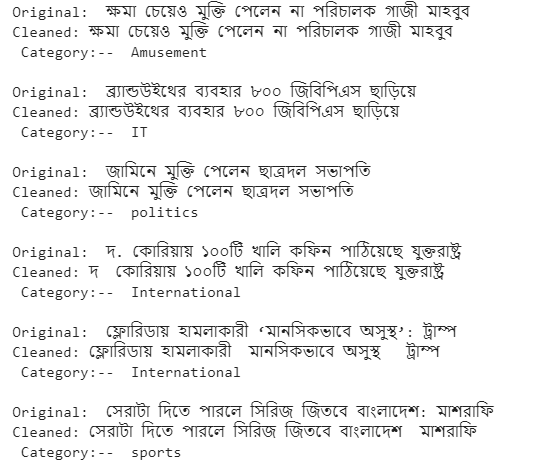 Original: ক্ষমা চেয়েও মুক্তি পেলেন না পরিচালক গাজী মাহবুব
Cleaned: ক্ষমা চেয়েও মুক্তি পেলেন না পরিচালক গাজী মাহবুব
Category:-- Amusement
Original: ব্র্যান্ডউইথের ব্যবহার ৮০০ জিবিপিএস ছাড়িয়ে
Cleaned: ব্র্যান্ডউইথের ব্যবহার ৮০০ জিবিপিএস ছাড়িয়ে
Category:-- IT
Original: জামিনে মুক্তি পেলেন ছাত্রদল সভাপতি
Cleaned: জামিনে মুক্তি পেলেন ছাত্রদল সভাপতি
Category:-- politics
Original: দ. কোরিয়ায় ১০০টি খালি কফিন পাঠিয়েছে যুক্তরাষ্ট্র
Cleaned: দ কোরিয়ায় ১০০টি খালি কফিন পাঠিয়েছে যুক্তরাষ্ট্র
Category:-- International
Original: ফ্লোরিডায় হামলাকারী ‘মানসিকভাবে অসুস্থ’: ট্রাম্প
Cleaned: ফ্লোরিডায় হামলাকারী মানসিকভাবে অসুস্থ ট্রাম্প
Category:-- International
Original: সেরাটা দিতে পারলে সিরিজ জিতবে বাংলাদেশ: মাশরাফি
Cleaned: সেরাটা দিতে পারলে সিরিজ জিতবে বাংলাদেশ মাশরাফি
Category:-- sports